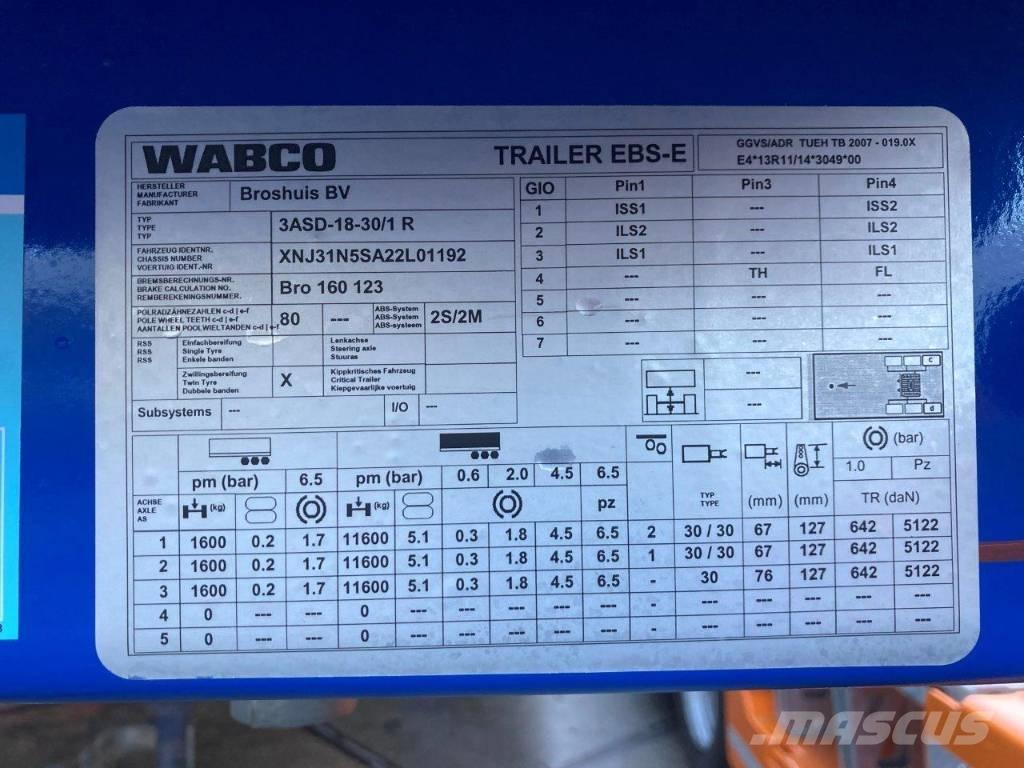 WABCO TRAILER EBS-E
GGVS/ADR TUEH TB 2007 - 019.0X
E4*13R11/14*3049*00
HERSTELLER
MANUFACTURER
FABRIKANT
Broshuis BV
TYP
TYPE
TYP
3ASD-18-30/1 R
FAHRZEUG IDENTNR.
CHASSIS NUMBER
VOERTUIG IDENT.-NR
XNJ31N5SA22L01192
BREMSBERECHNUNGS-NR.
BRAKE CALCULATION NO.
REMBEREKENINGSNUMMER.
Bro 160 123
POLRADZÄHNEZAHLEN c-d | e-f
POLE WHEEL TEETH c-d | e-f
AANTALLEN POOLWIELTANDEN c-d | e-f
80 ---
ABS-System
ABS-System
ABS-systeem
2S/2M
RSS Einfachbereifung
RSS Single Tyre
RSS Enkele banden
Lenkachse
Steering axle
Stuuras
Zwillingsbereifung
Twin Tyre
Dubbele banden
X
Kippkritisches Fahrzeug
Critical Trailer
Kiepgevaarlijke voertuig
Subsystems --- I/O ---
GIO Pin1 Pin3 Pin4
1 ISS1 --- ISS2
2 ILS2 --- ILS2
3 ILS1 --- ILS1
4 --- TH FL
5 --- --- ---
6 --- --- ---
7 --- --- ---
---
---
c
d
pm (bar) 6.5 pm (bar) 0.6 2.0 4.5 6.5
(bar)
1.0 Pz
ACHSE
AXLE
AS
(kg) (kg) pz
TYP
TYPE
(mm) (mm) TR (daN)
1 1600 0.2 1.7 11600 5.1 0.3 1.8 4.5 6.5 2 30 / 30 67 127 642 5122
2 1600 0.2 1.7 11600 5.1 0.3 1.8 4.5 6.5 1 30 / 30 67 127 642 5122
3 1600 0.2 1.7 11600 5.1 0.3 1.8 4.5 6.5 - 30 76 127 642 5122
4 0 --- --- 0 --- --- --- --- --- - --- --- --- --- ---
5 0 --- --- 0 --- --- --- --- --- - --- --- --- --- ---
MASCUS